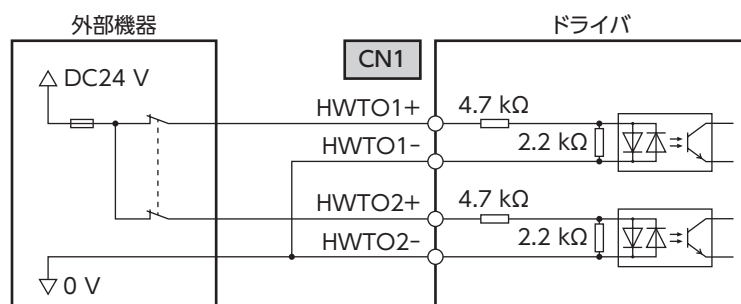 外部機器
ドライバ
CN1
DC24 V
HWTO1+
4.7 kΩ
HWTO1−
2.2 kΩ
HWTO2+
4.7 kΩ
HWTO2−
2.2 kΩ
0 V